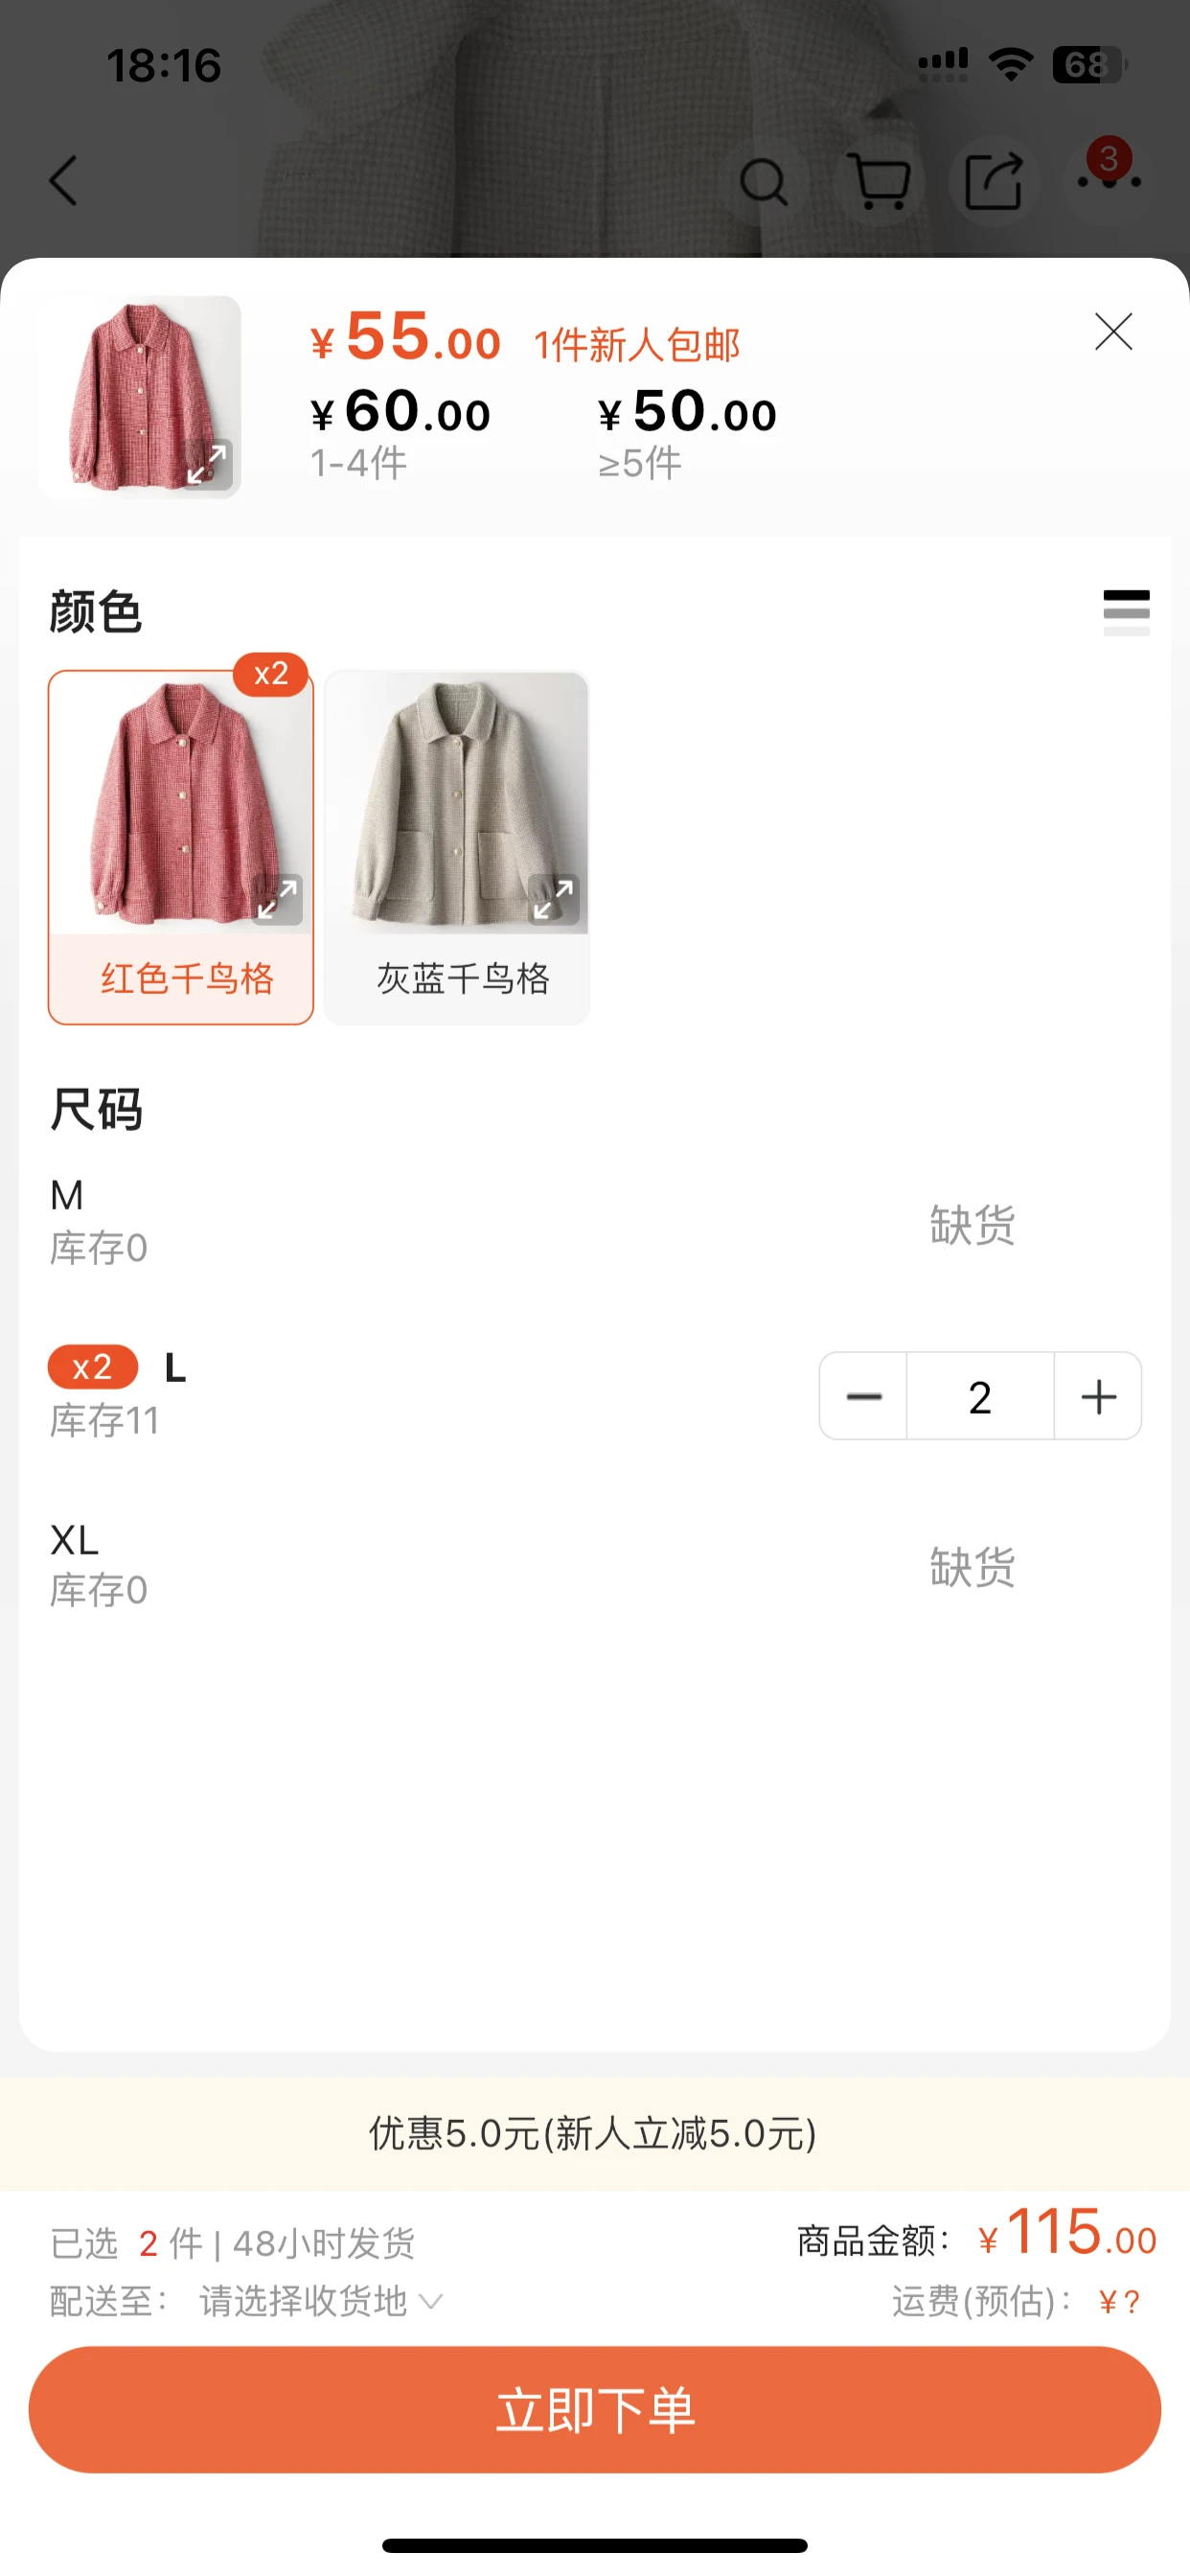 18:16
68
3
¥55.00 1件新人包邮
¥60.00 ¥50.00
1-4件 ≥5件
颜色
x2
红色千鸟格 灰蓝千鸟格
尺码
M
库存0 缺货
x2 L
库存11 2
XL
库存0 缺货
优惠5.0元(新人立减5.0元)
已选 2 件 | 48小时发货 商品金额: ¥115.00
配送至: 请选择收货地 运费(预估): ¥?
立即下单